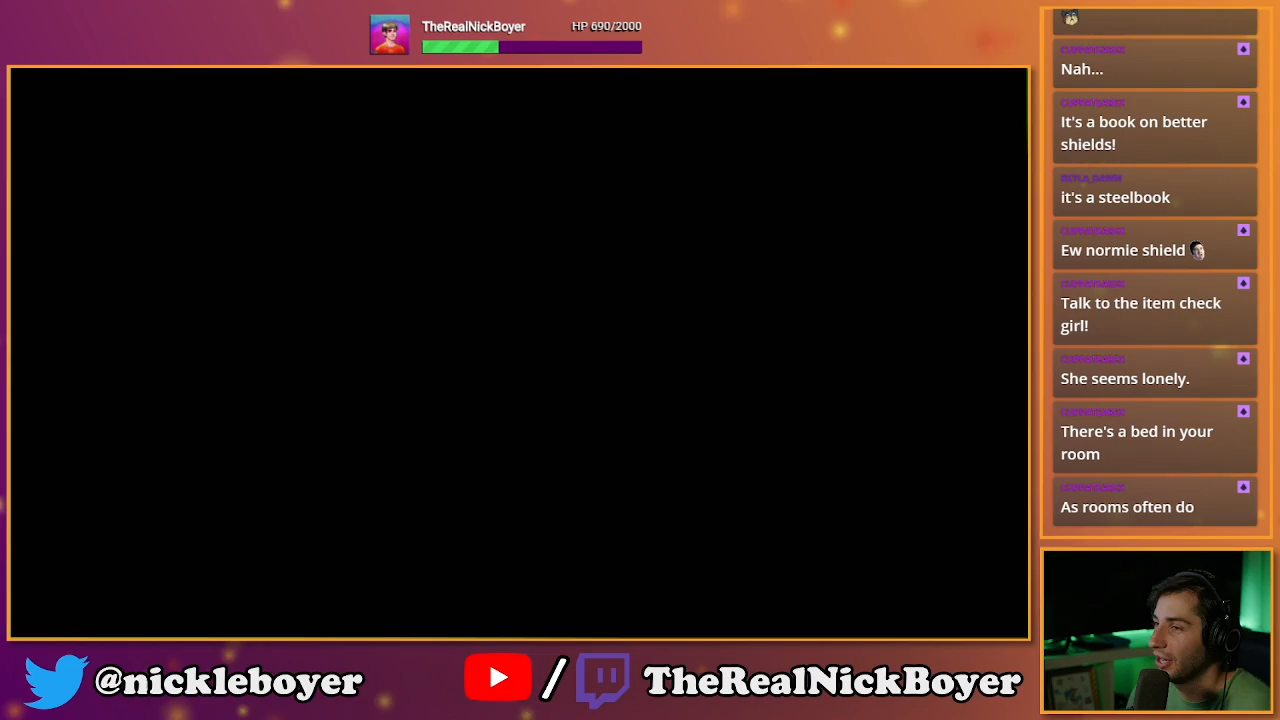 TheRealNickBoyer
HP 690/2000
Nah...
It's a book on better
shields!
it's a steelbook
Ew normie shield
Talk to the item check
girl!
She seems lonely.
There's a bed in your
room
As rooms often do
@nickleboyer
/
TheRealNickBoyer